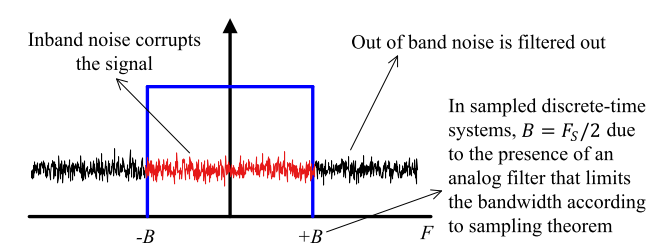 Inband noise corrupts
the signal
Out of band noise is filtered out
In sampled discrete-time
systems, B = F_S/2 due
to the presence of an
analog filter that limits
the bandwidth according
to sampling theorem
-B
+B
F